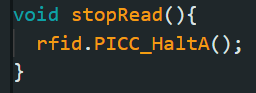 void stopRead(){
  rfid.PICC_HaltA();
}